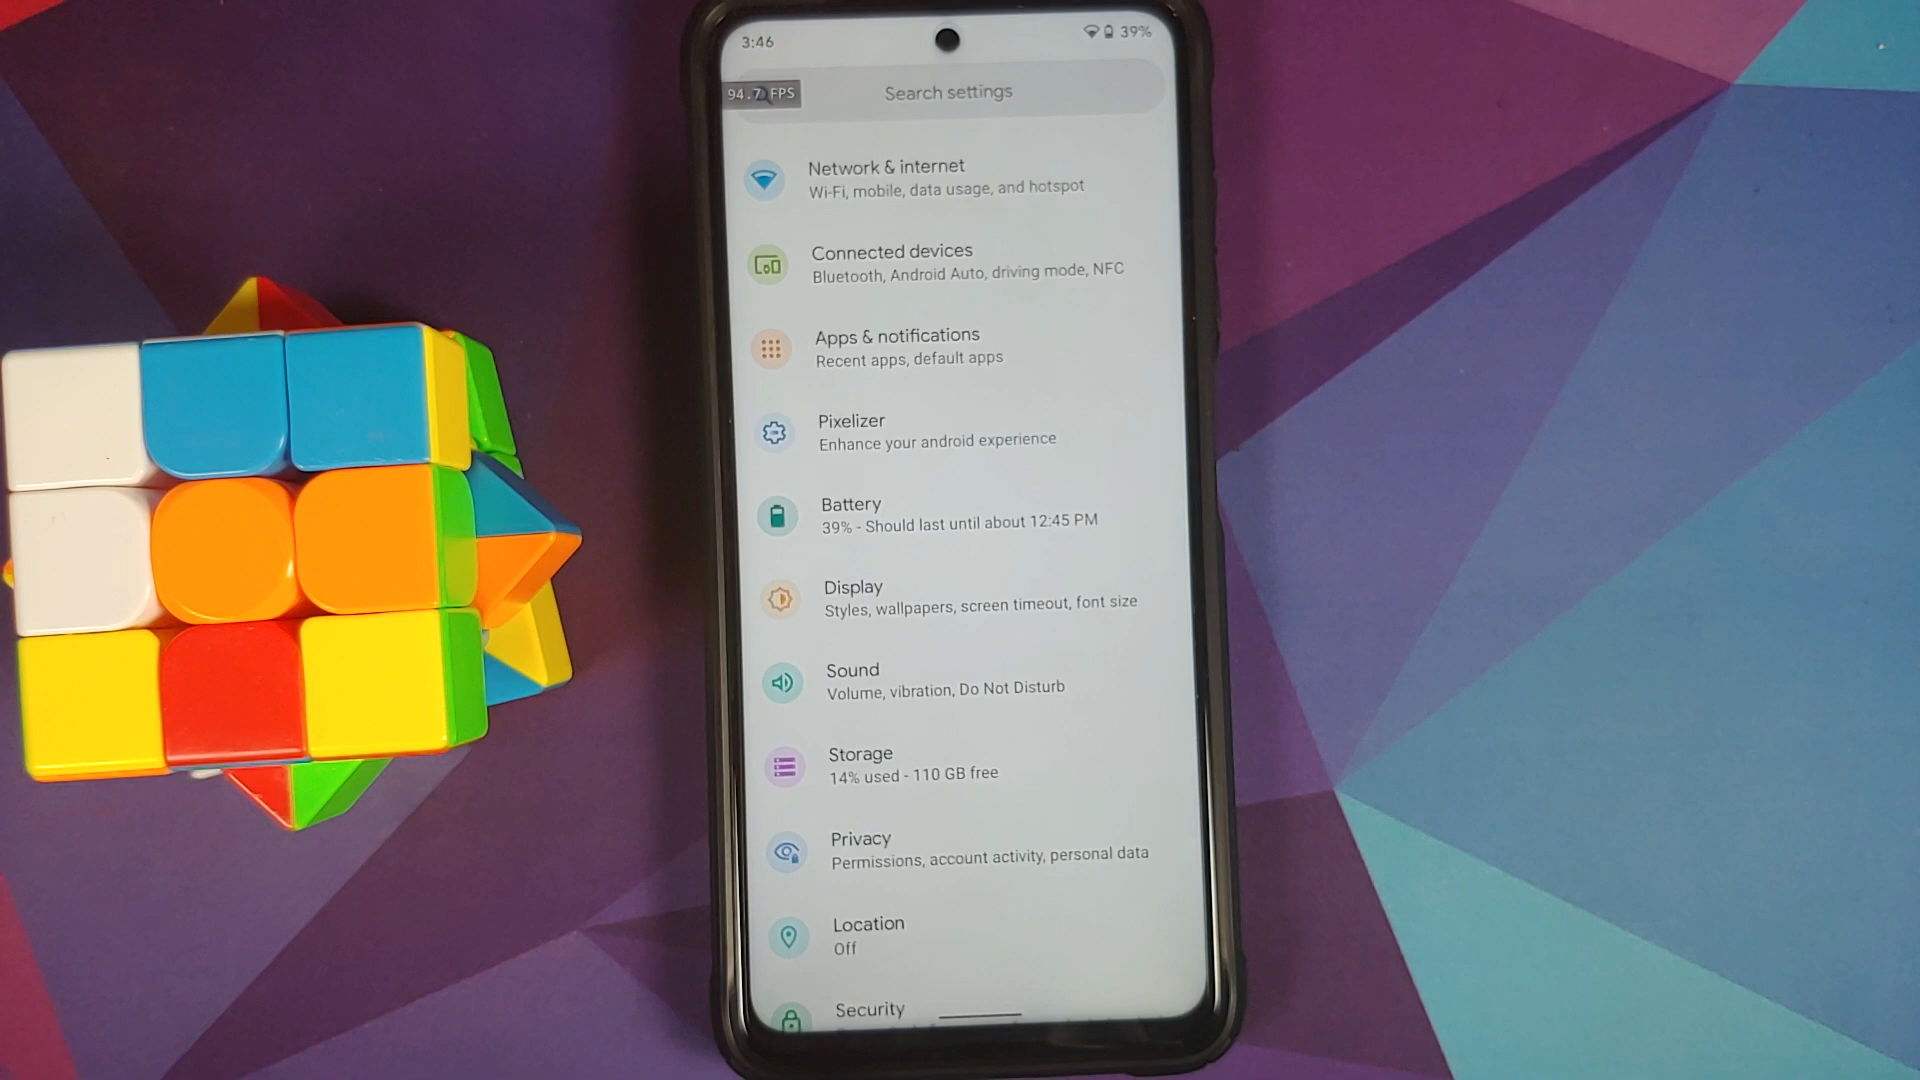 3:46
39%
94.7 FPS
Search settings
Network & internet
Wi-Fi, mobile, data usage, and hotspot
Connected devices
Bluetooth, Android Auto, driving mode, NFC
Apps & notifications
Recent apps, default apps
Pixelizer
Enhance your android experience
Battery
39% - Should last until about 12:45 PM
Display
Styles, wallpapers, screen timeout, font size
Sound
Volume, vibration, Do Not Disturb
Storage
14% used - 110 GB free
Privacy
Permissions, account activity, personal data
Location
Off
Security